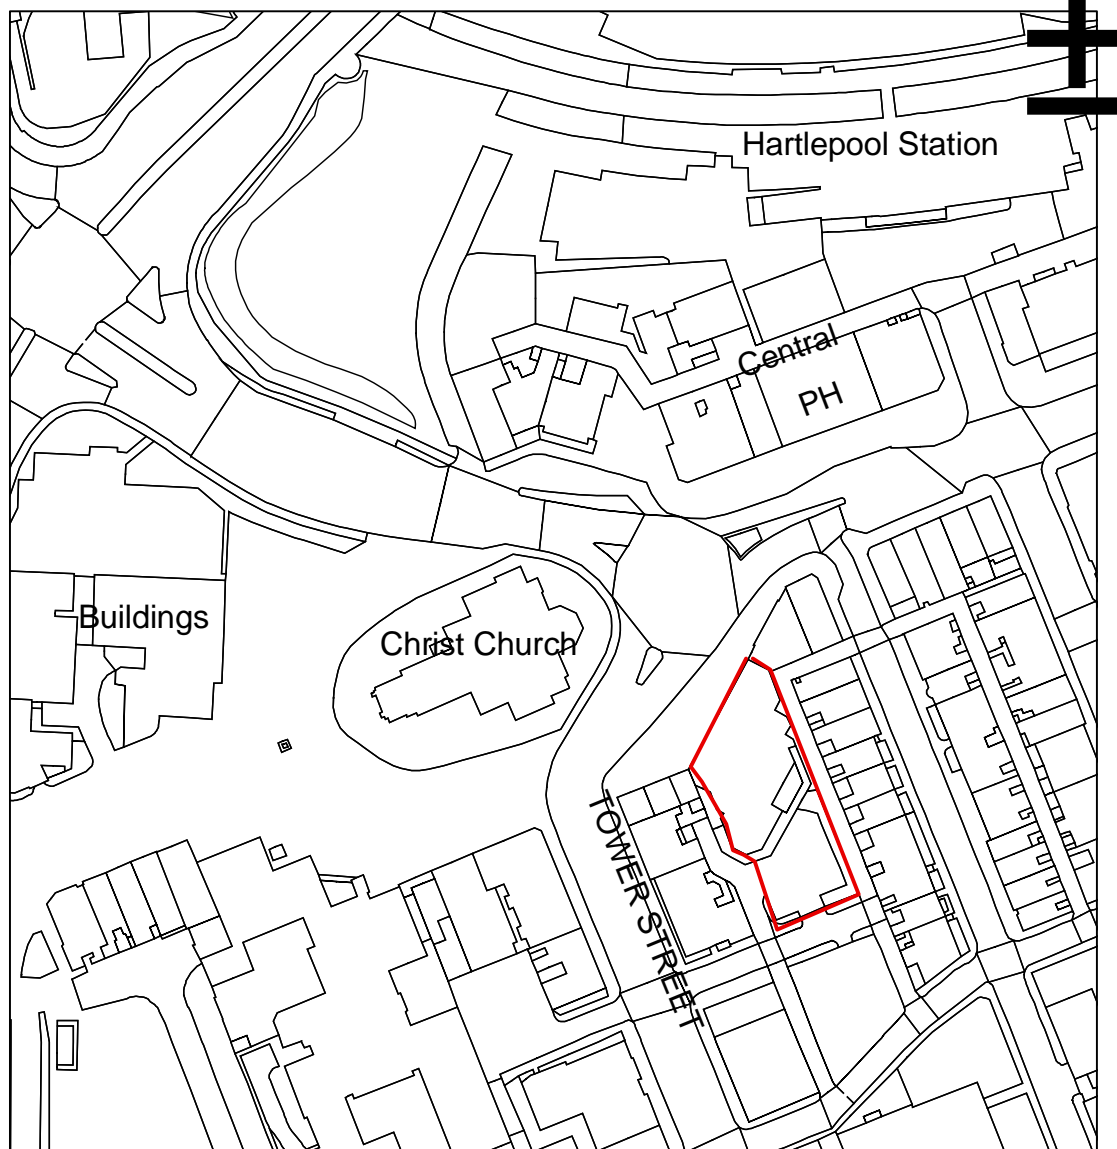 Hartlepool Station
Central
PH
Buildings
Christ Church
TOWER STREET